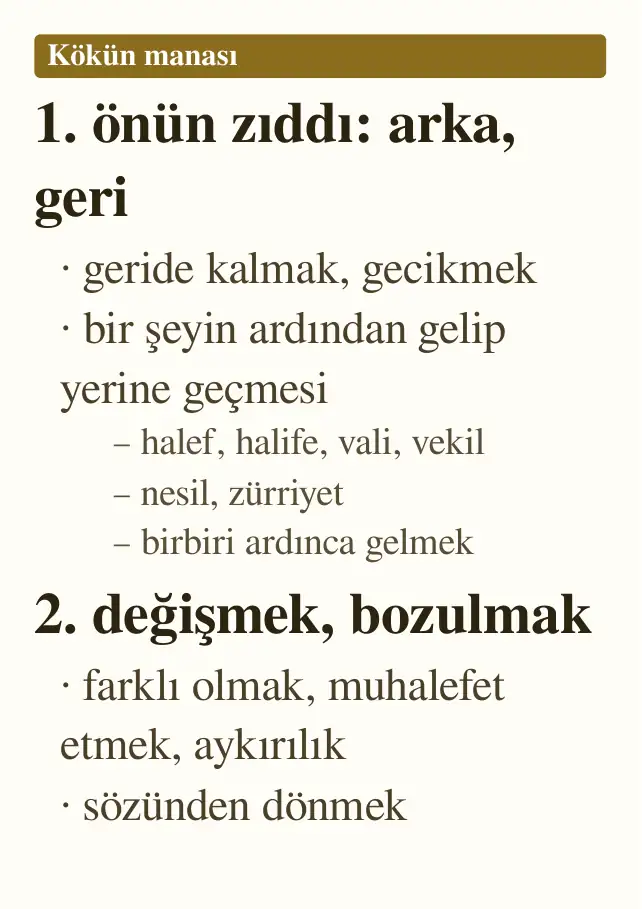 Kökün manası
1. önün zıddı: arka,
geri
· geride kalmak, gecikmek
· bir şeyin ardından gelip
yerine geçmesi
– halef, halife, vali, vekil
– nesil, zürriyet
– birbiri ardınca gelmek
2. değişmek, bozulmak
· farklı olmak, muhalefet
etmek, aykırılık
· sözünden dönmek